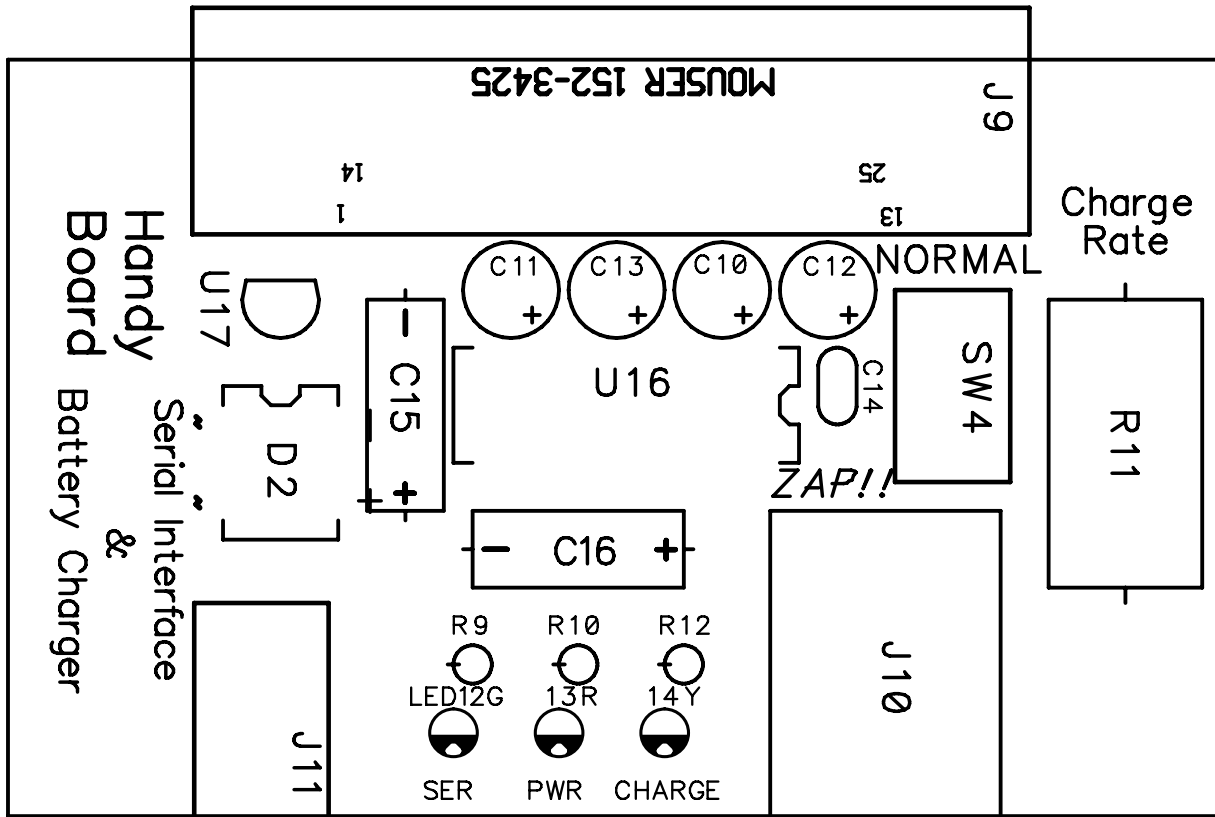 MOUSER 152-3425
J9
14
25
1
13
Charge
Rate
Handy
Board
Serial Interface
&
Battery Charger
U17
C11
C13
C10
C12
NORMAL
C15
U16
C14
SW4
R11
D2
ZAP!!
C16
R9
R10
R12
LED12G
13R
14Y
J10
J11
SER
PWR
CHARGE